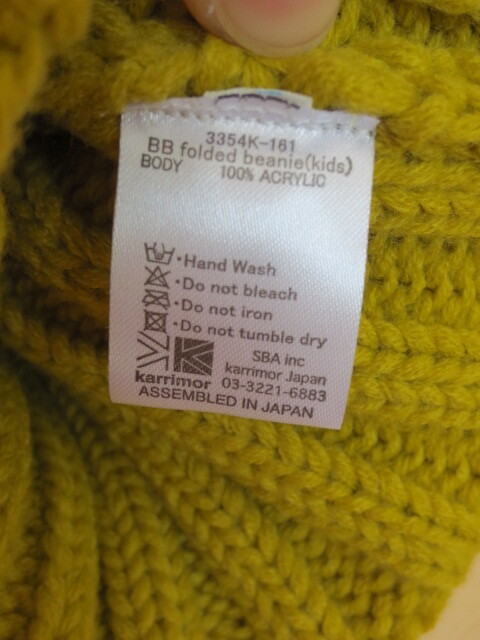 3354K-161
BB folded beanie(kids)
BODY 100% ACRYLIC
・Hand Wash
・Do not bleach
・Do not iron
・Do not tumble dry
SBA inc
karrimor Japan
karrimor 03-3221-6883
ASSEMBLED IN JAPAN